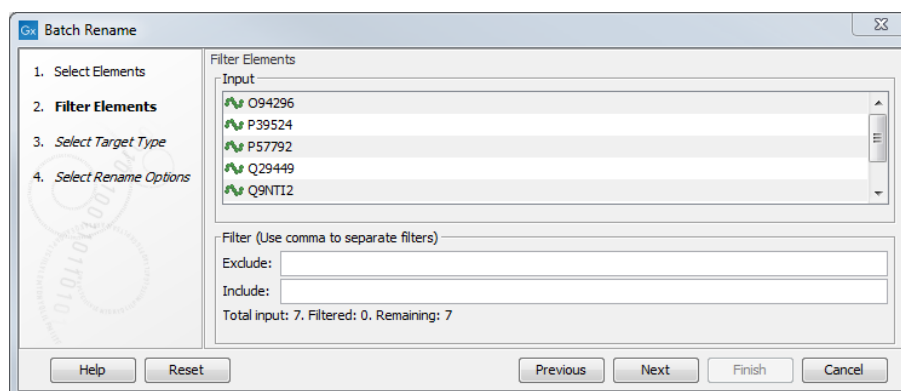 Gx Batch Rename
1. Select Elements
2. Filter Elements
3. Select Target Type
4. Select Rename Options
Filter Elements
Input
O94296
P39524
P57792
Q29449
Q9NTI2
Filter (Use comma to separate filters)
Exclude:
Include:
Total input: 7. Filtered: 0. Remaining: 7
Help Reset Previous Next Finish Cancel